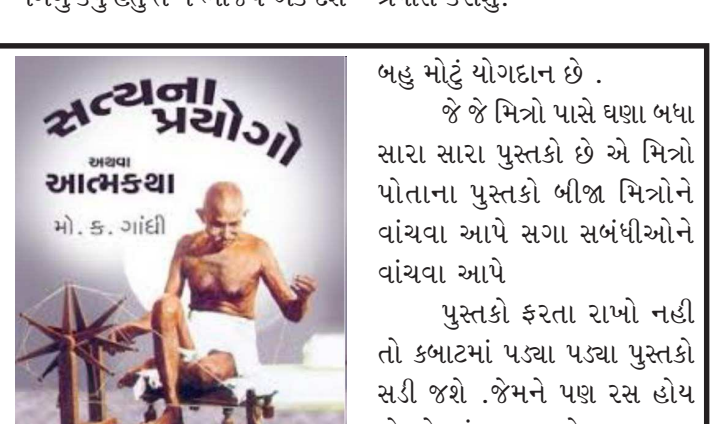 સત્યના
પ્રયોગો
અથવા
આત્મકથા
મો. ક. ગાંધી
બહુ મોટું યોગદાન છે .
જે જે મિત્રો પાસે ઘણા બધા
સારા સારા પુસ્તકો છે એ મિત્રો
પોતાના પુસ્તકો બીજા મિત્રોને
વાંચવા આપે સગા સબંધીઓને
વાંચવા આપે
પુસ્તકો ફરતા રાખો નહી
તો કબાટમાં પડ્યા પડ્યા પુસ્તકો
સડી જશે .જેમને પણ રસ હોય